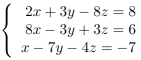 2x + 3y − 8z = 8
8x − 3y + 3z = 6
x − 7y − 4z = −7